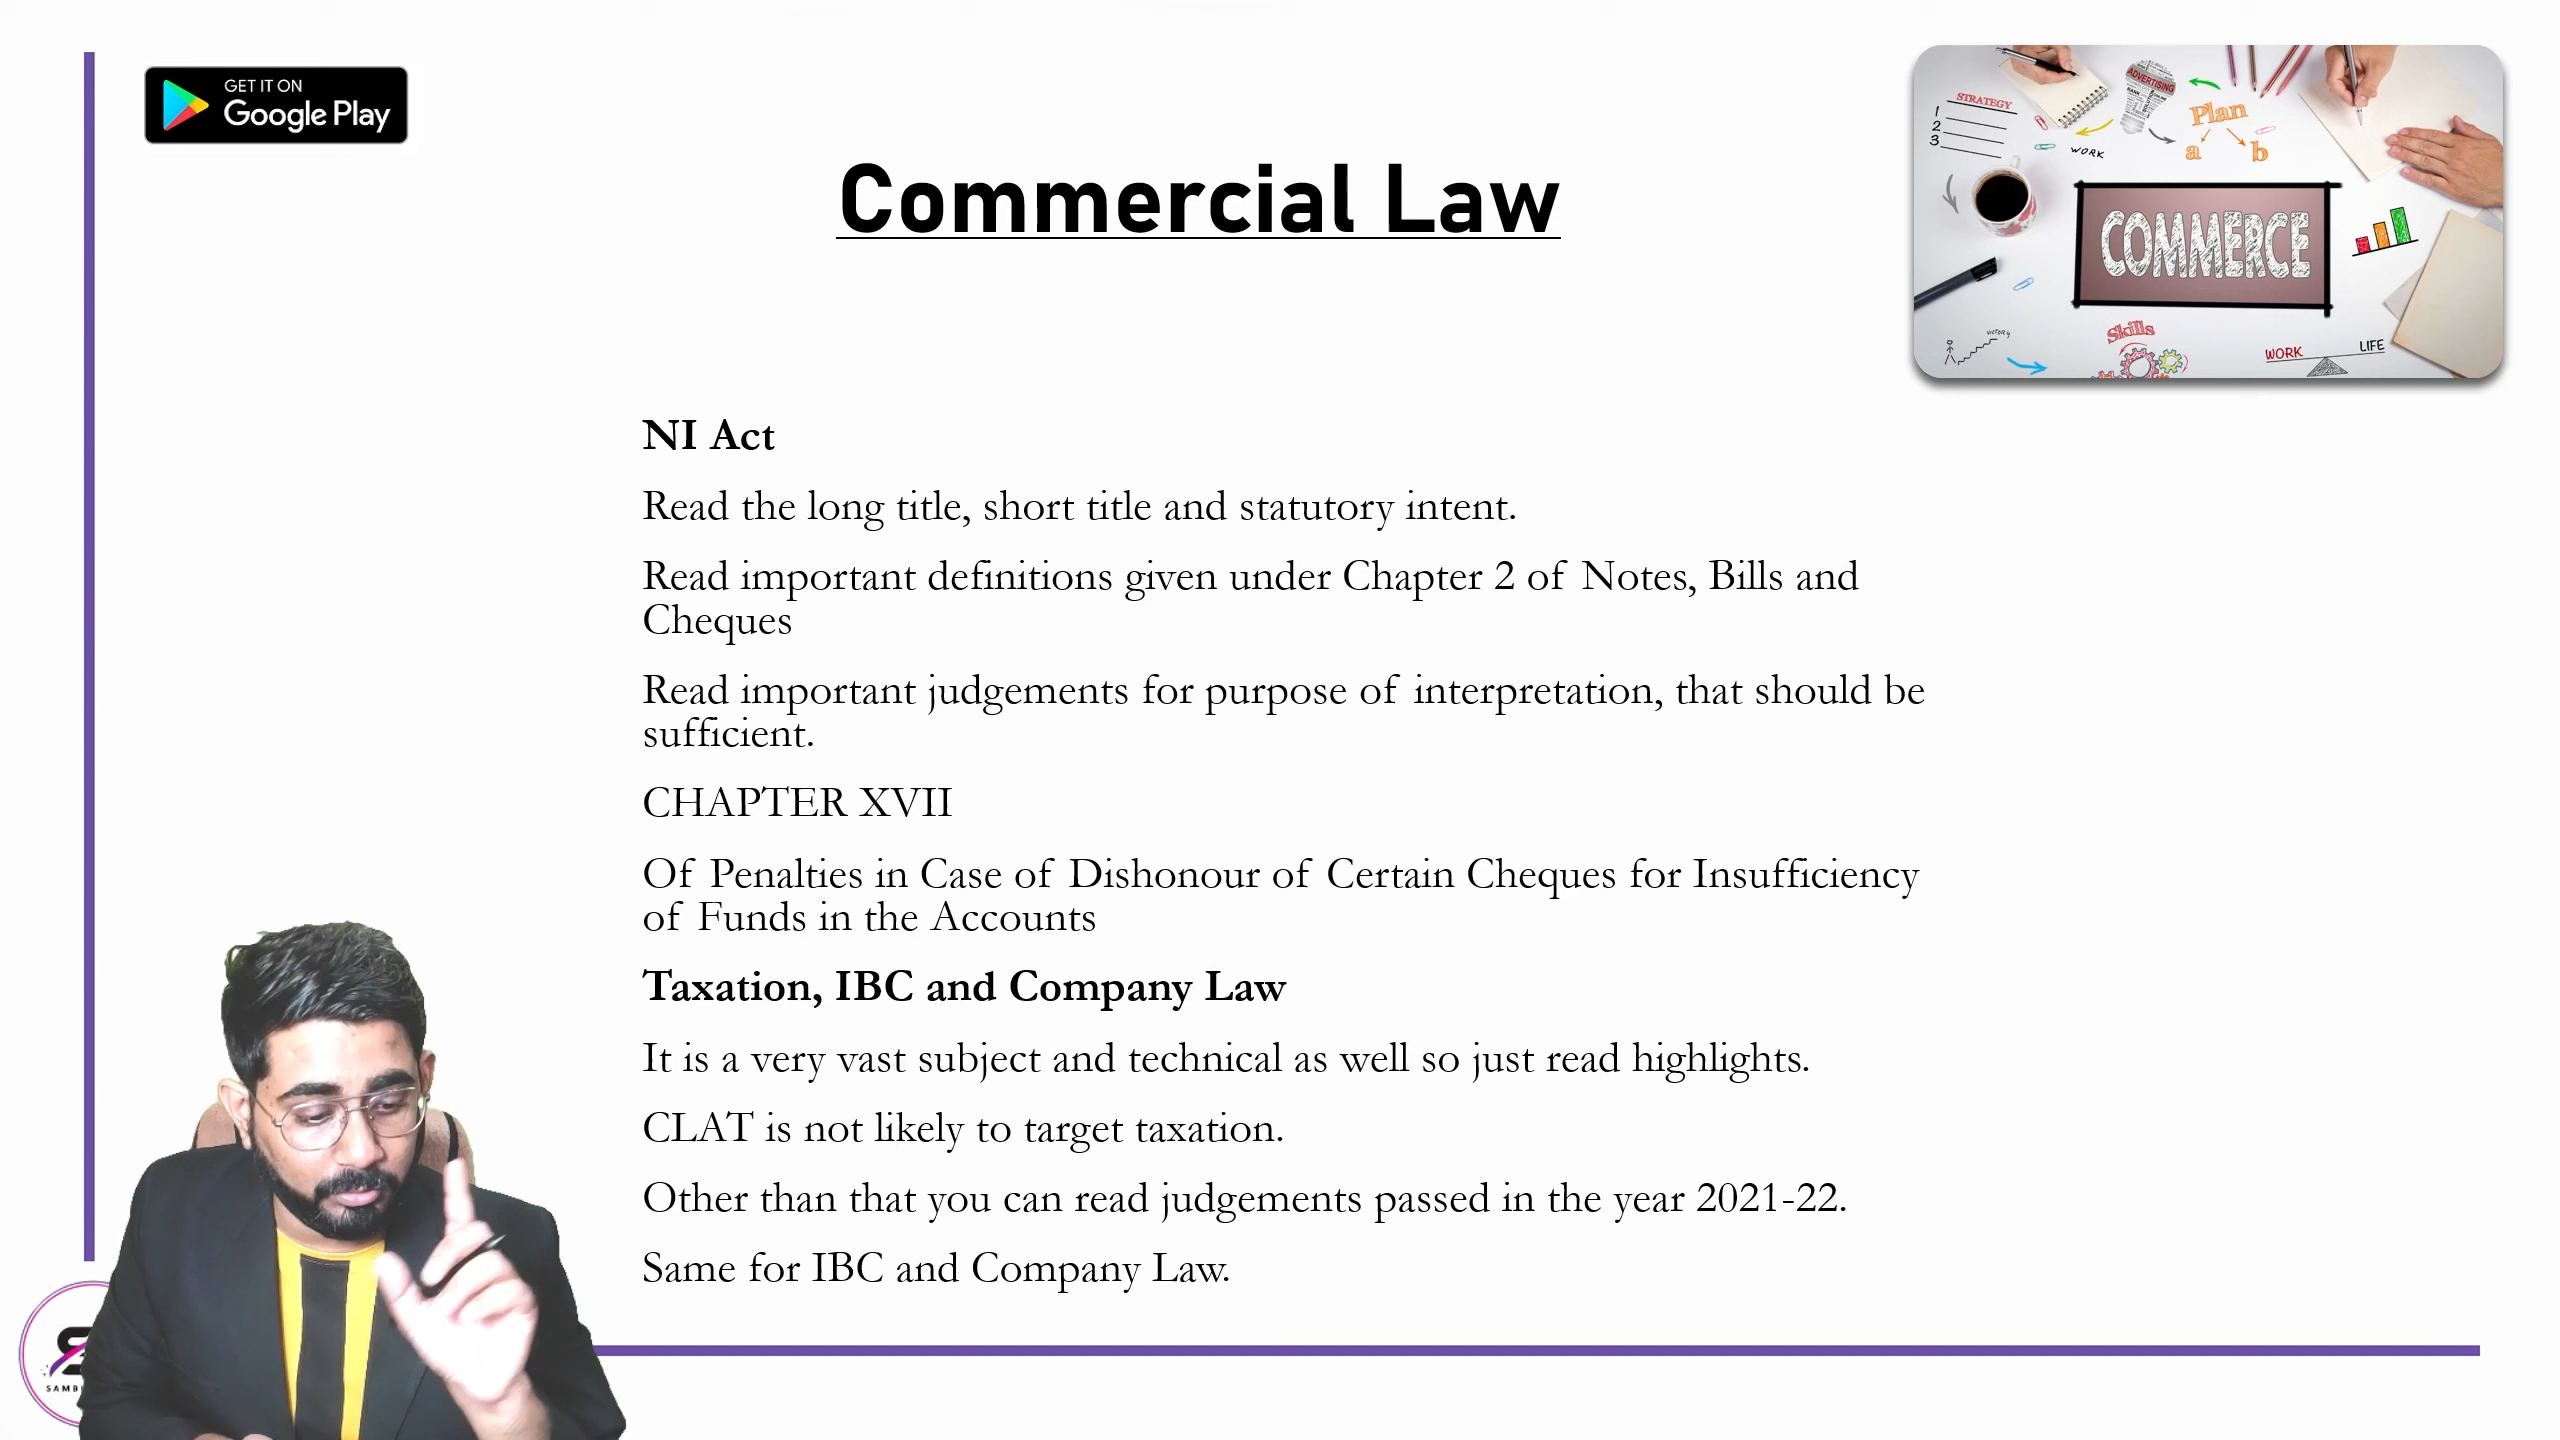 GET IT ON
Google Play
Commercial Law
STRATEGY
1
2
3
WORK
ADVERTISING
Plan
a
b
COMMERCE
VICTORY
Skills
WORK
LIFE
NI Act
Read the long title, short title and statutory intent.
Read important definitions given under Chapter 2 of Notes, Bills and
Cheques
Read important judgements for purpose of interpretation, that should be
sufficient.
CHAPTER XVII
Of Penalties in Case of Dishonour of Certain Cheques for Insufficiency
of Funds in the Accounts
Taxation, IBC and Company Law
It is a very vast subject and technical as well so just read highlights.
CLAT is not likely to target taxation.
Other than that you can read judgements passed in the year 2021-22.
Same for IBC and Company Law.